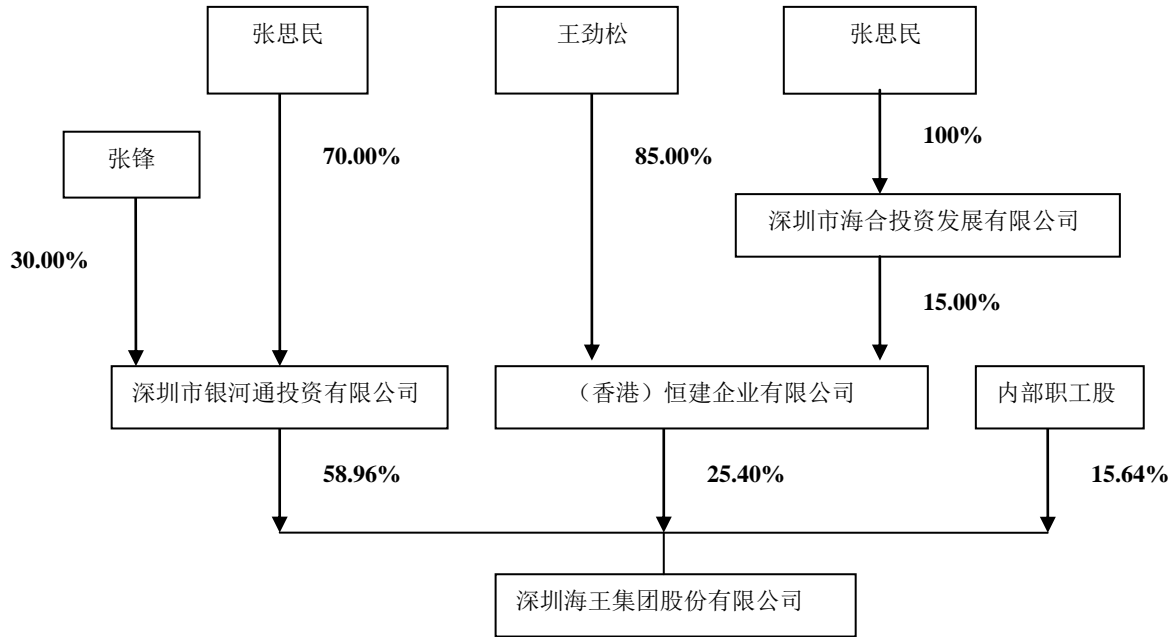 张思民
王劲松
张思民
张锋
70.00%
85.00%
100%
深圳市海合投资发展有限公司
30.00%
15.00%
深圳市银河通投资有限公司
（香港）恒建企业有限公司
内部职工股
58.96%
25.40%
15.64%
深圳海王集团股份有限公司